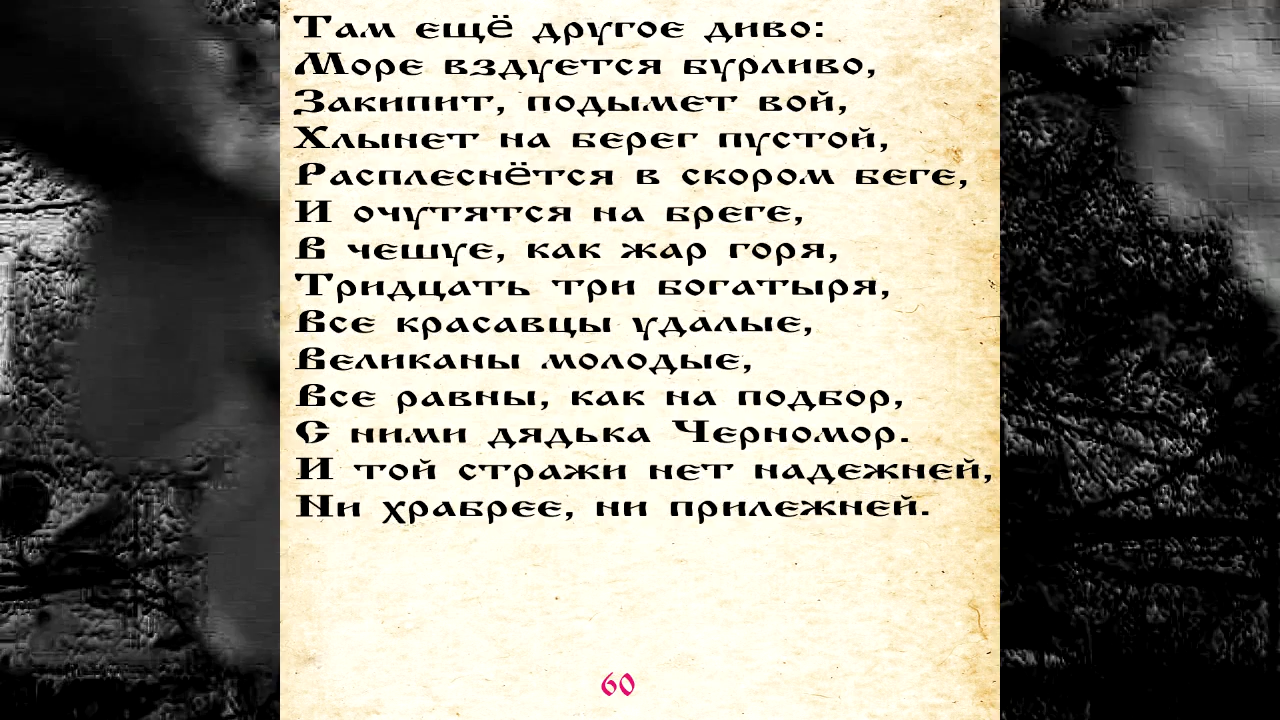 Там ещё другое диво:
Море вздуется бурливо,
Закипит, подымет вой,
Хлынет на берег пустой,
Расплеснётся в скором беге,
И очутятся на бреге,
В чешуе, как жар горя,
Тридцать три богатыря,
Все красавцы удалые,
Великаны молодые,
Все равны, как на подбор,
С ними дядька Черномор.
И той стражи нет надежней,
Ни храбрее, ни прилежней.
60